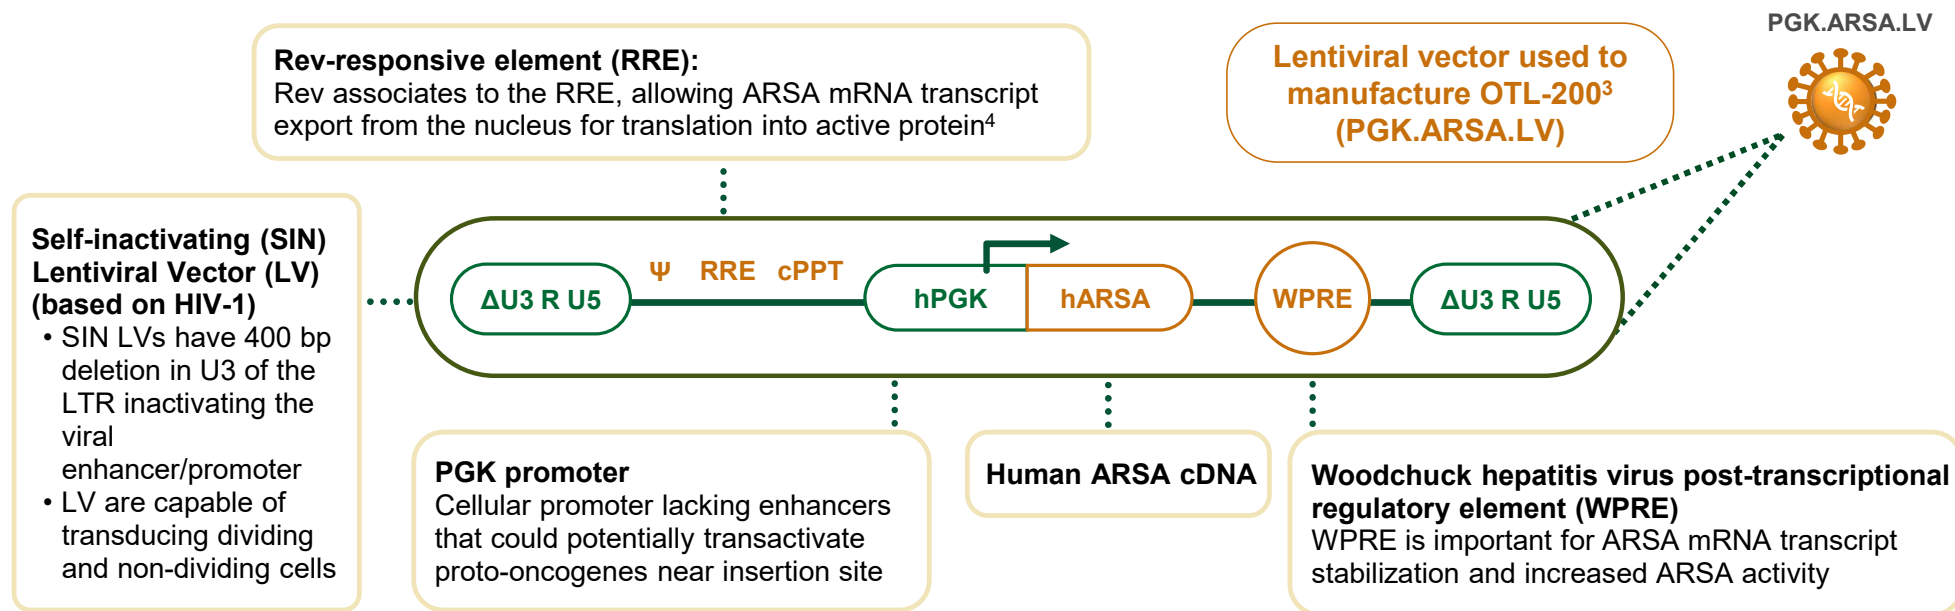 PGK.ARSA.LV
Rev-responsive element (RRE):
Rev associates to the RRE, allowing ARSA mRNA transcript
export from the nucleus for translation into active protein⁴
Lentiviral vector used to
manufacture OTL-200³
(PGK.ARSA.LV)
Self-inactivating (SIN)
Lentiviral Vector (LV)
(based on HIV-1)
• SIN LVs have 400 bp
deletion in U3 of the
LTR inactivating the
viral
enhancer/promoter
• LV are capable of
transducing dividing
and non-dividing cells
ΔU3 R U5
Ψ RRE cPPT
hPGK
hARSA
WPRE
ΔU3 R U5
PGK promoter
Cellular promoter lacking enhancers
that could potentially transactivate
proto-oncogenes near insertion site
Human ARSA cDNA
Woodchuck hepatitis virus post-transcriptional
regulatory element (WPRE)
WPRE is important for ARSA mRNA transcript
stabilization and increased ARSA activity